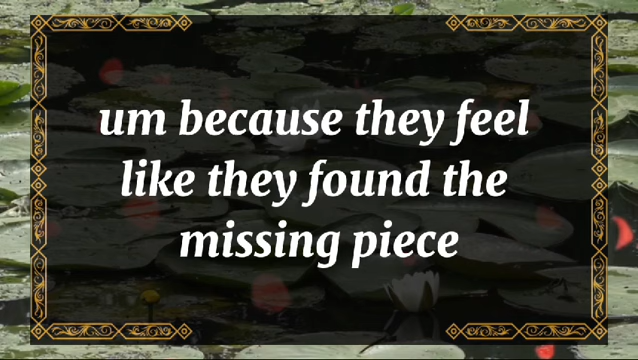 um because they feel
like they found the
missing piece